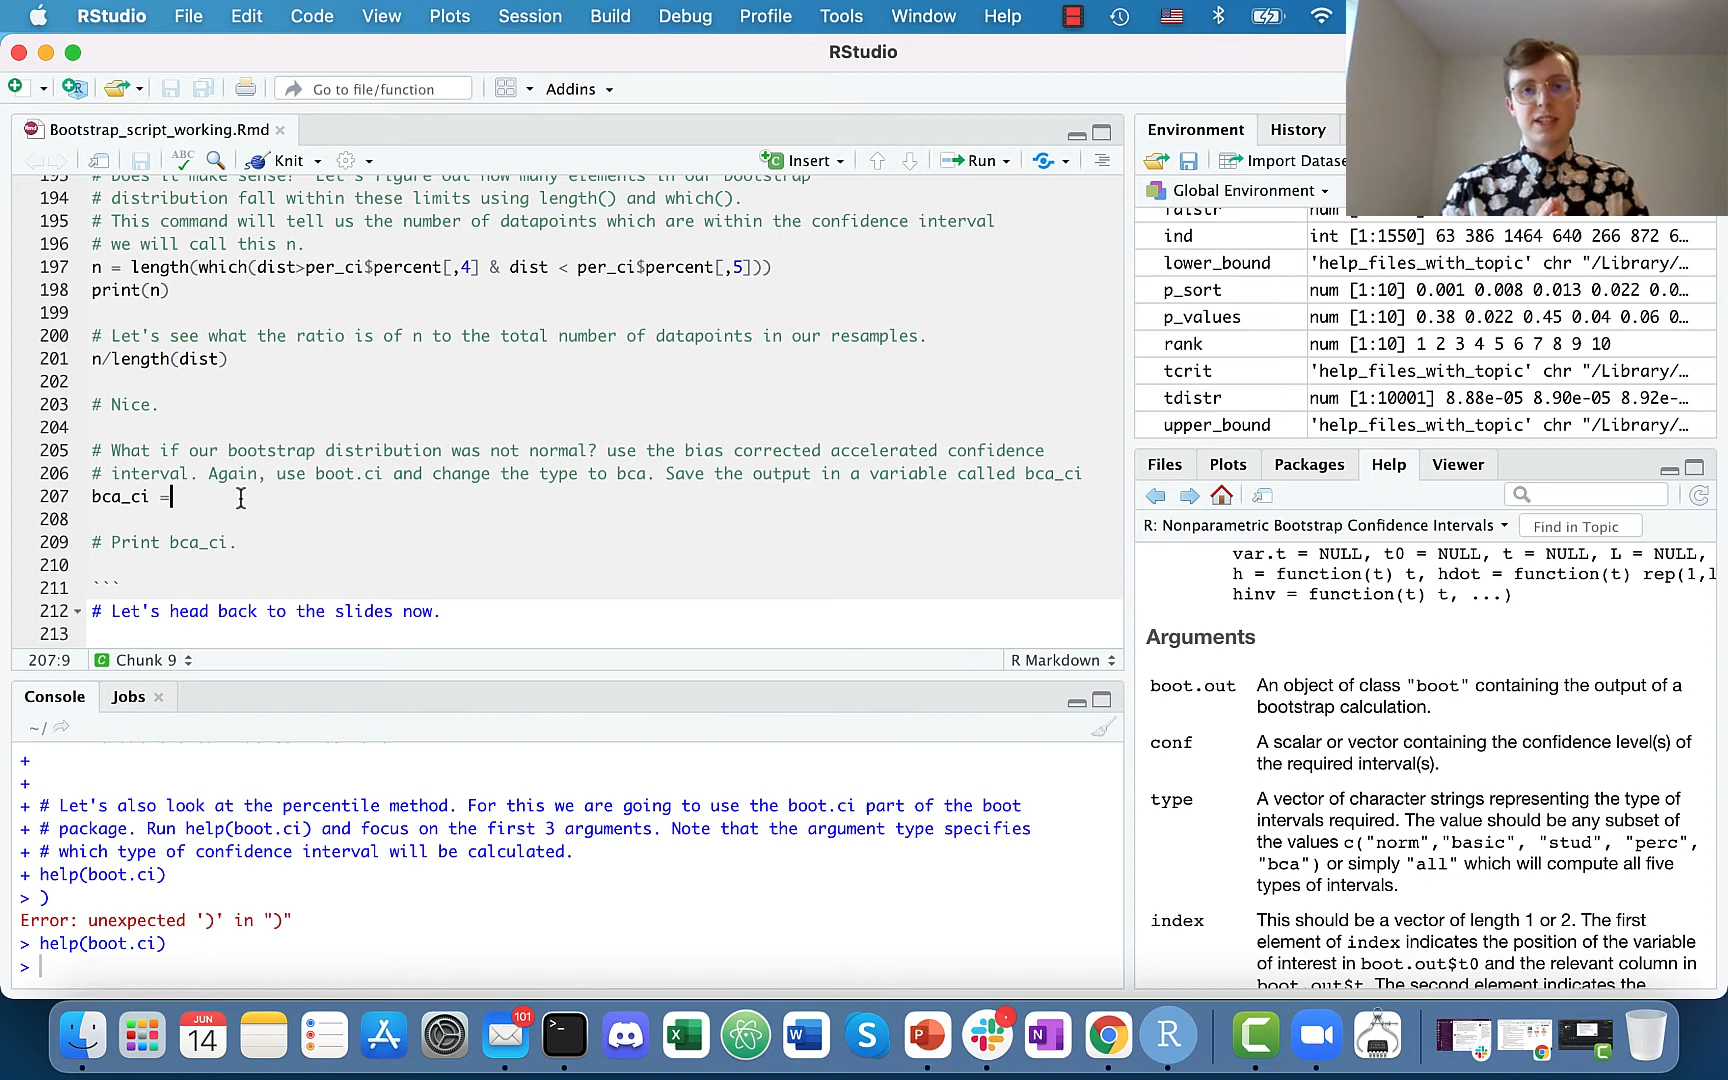 RStudio File Edit Code View Plots Session Build Debug Profile Tools Window Help
RStudio
Go to file/function Addins
Bootstrap_script_working.Rmd
ABC Knit Insert Run
194 # distribution fall within these limits using length() and which().
195 # This command will tell us the number of datapoints which are within the confidence interval
196 # we will call this n.
197 n = length(which(dist>per_ci$percent[,4] & dist < per_ci$percent[,5]))
198 print(n)
199
200 # Let's see what the ratio is of n to the total number of datapoints in our resamples.
201 n/length(dist)
202
203 # Nice.
204
205 # What if our bootstrap distribution was not normal? use the bias corrected accelerated confidence
206 # interval. Again, use boot.ci and change the type to bca. Save the output in a variable called bca_ci
207 bca_ci =
208
209 # Print bca_ci.
210
211 ```
212 # Let's head back to the slides now.
213
207:9 Chunk 9 R Markdown
Console Jobs
~/
+
+
+ # Let's also look at the percentile method. For this we are going to use the boot.ci part of the boot
+ # package. Run help(boot.ci) and focus on the first 3 arguments. Note that the argument type specifies
+ # which type of confidence interval will be calculated.
+ help(boot.ci)
> )
Error: unexpected ')' in ")"
> help(boot.ci)
>
Environment History
Import Datase
Global Environment
ind int [1:1550] 63 386 1464 640 266 872 6…
lower_bound 'help_files_with_topic' chr "/Library/…
p_sort num [1:10] 0.001 0.008 0.013 0.022 0.0…
p_values num [1:10] 0.38 0.022 0.45 0.04 0.06 0…
rank num [1:10] 1 2 3 4 5 6 7 8 9 10
tcrit 'help_files_with_topic' chr "/Library/…
tdistr num [1:10001] 8.88e-05 8.90e-05 8.92e-…
upper_bound 'help_files_with_topic' chr "/Library/…
Files Plots Packages Help Viewer
R: Nonparametric Bootstrap Confidence Intervals Find in Topic
var.t = NULL, t0 = NULL, t = NULL, L = NULL,
h = function(t) t, hdot = function(t) rep(1,l
hinv = function(t) t, ...)
Arguments
boot.out An object of class "boot" containing the output of a
bootstrap calculation.
conf A scalar or vector containing the confidence level(s) of
the required interval(s).
type A vector of character strings representing the type of
intervals required. The value should be any subset of
the values c("norm","basic", "stud", "perc",
"bca") or simply "all" which will compute all five
types of intervals.
index This should be a vector of length 1 or 2. The first
element of index indicates the position of the variable
of interest in boot.out$t0 and the relevant column in
boot.out$t. The second element indicates the
JUN
14
101